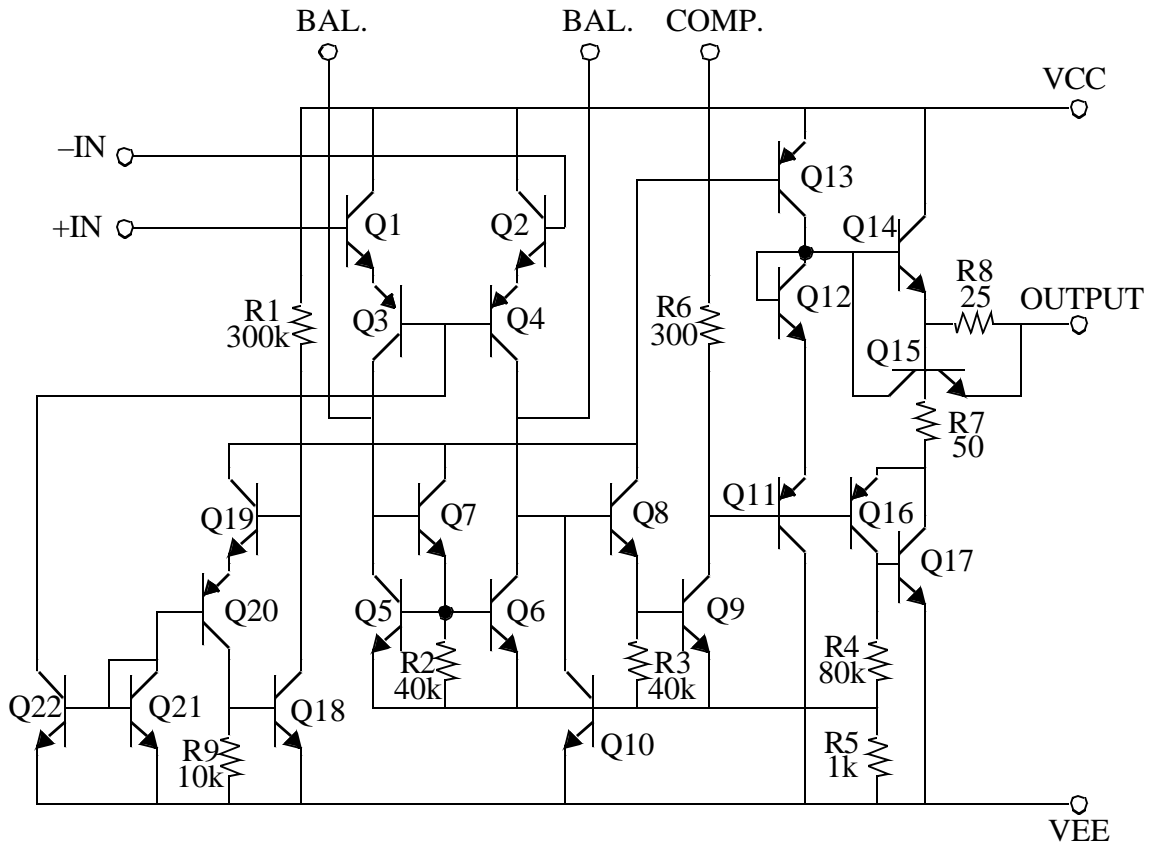 BAL.
BAL.
COMP.
VCC
–IN
+IN
Q1
Q2
Q13
Q14
R8
25
OUTPUT
R1
300k
Q3
Q4
R6
300
Q12
Q15
R7
50
Q19
Q7
Q8
Q11
Q16
Q17
Q20
Q5
Q6
Q9
R2
40k
R3
40k
R4
80k
Q22
Q21
Q18
R9
10k
Q10
R5
1k
VEE